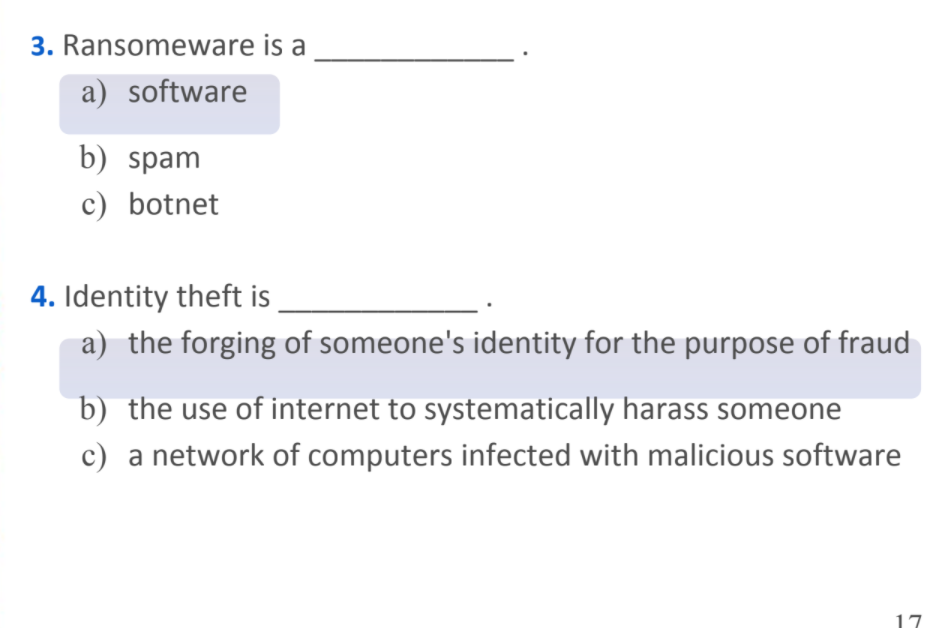 3. Ransomeware is a ____________ .
a) software
b) spam
c) botnet
4. Identity theft is ____________ .
a) the forging of someone's identity for the purpose of fraud
b) the use of internet to systematically harass someone
c) a network of computers infected with malicious software
17